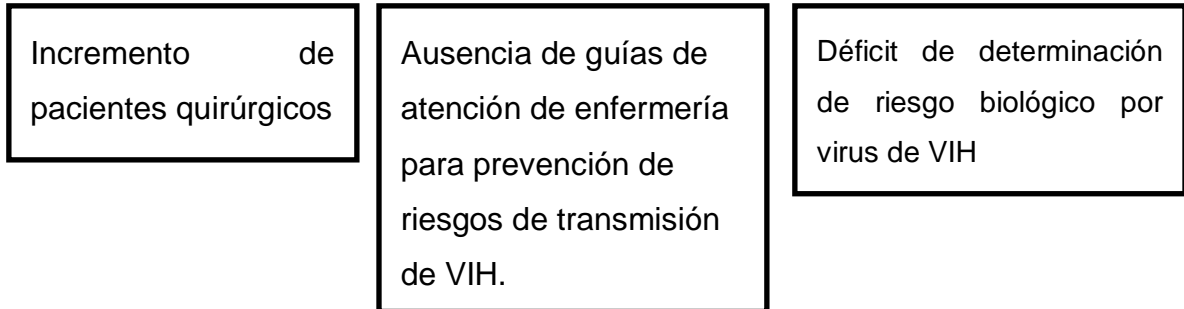 Incremento de
pacientes quirúrgicos
Ausencia de guías de
atención de enfermería
para prevención de
riesgos de transmisión
de VIH.
Déficit de determinación
de riesgo biológico por
virus de VIH